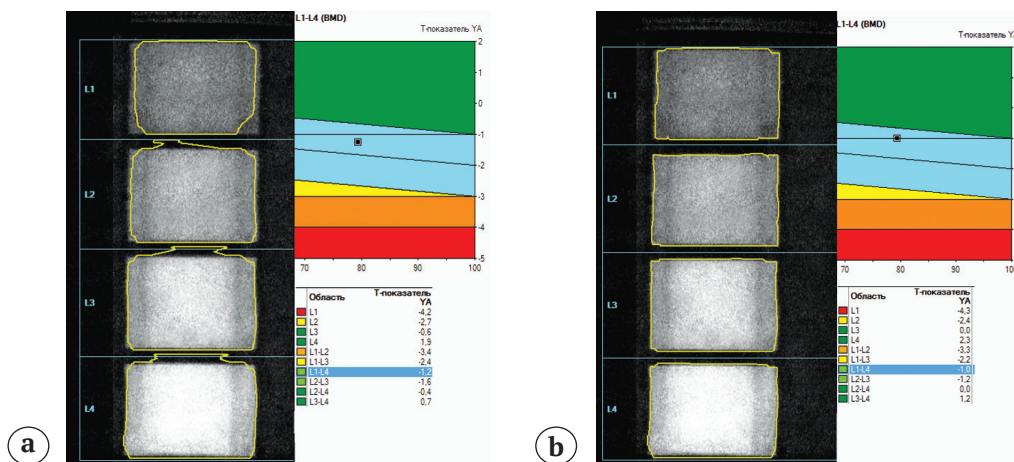 L1-L4 (BMD)
Т-показатель YA
L1
L2
L3
L4
2
1
0
-1
-2
-3
-4
-5
70 80 90 100
Область Т-показатель YA
L1 -4,2
L2 -2,7
L3 -0,6
L4 1,9
L1-L2 -3,4
L1-L3 -2,4
L1-L4 -1,2
L2-L3 -1,6
L2-L4 -0,4
L3-L4 0,7
a
L1-L4 (BMD)
Т-показатель YA
L1
L2
L3
L4
70 80 90 100
Область Т-показатель YA
L1 -4,3
L2 -2,4
L3 0,0
L4 2,3
L1-L2 -3,3
L1-L3 -2,2
L1-L4 -1,0
L2-L3 -1,2
L2-L4 0,0
L3-L4 1,2
b